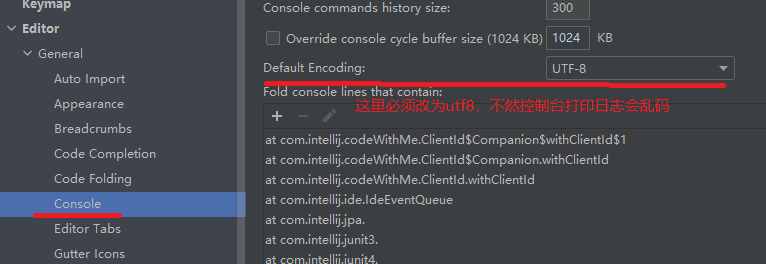 Keymap
Editor
General
Auto Import
Appearance
Breadcrumbs
Code Completion
Code Folding
Console
Editor Tabs
Gutter Icons
Console commands history size: 300
Override console cycle buffer size (1024 KB) 1024 KB
Default Encoding: UTF-8
Fold console lines that contain:
这里必须改为utf8，不然控制台打印日志会乱码
at com.intellij.codeWithMe.ClientId$Companion$withClientId$1
at com.intellij.codeWithMe.ClientId$Companion.withClientId
at com.intellij.codeWithMe.ClientId.withClientId
at com.intellij.ide.IdeEventQueue
at com.intellij.jpa.
at com.intellij.junit3.
at com.intellij.junit4.